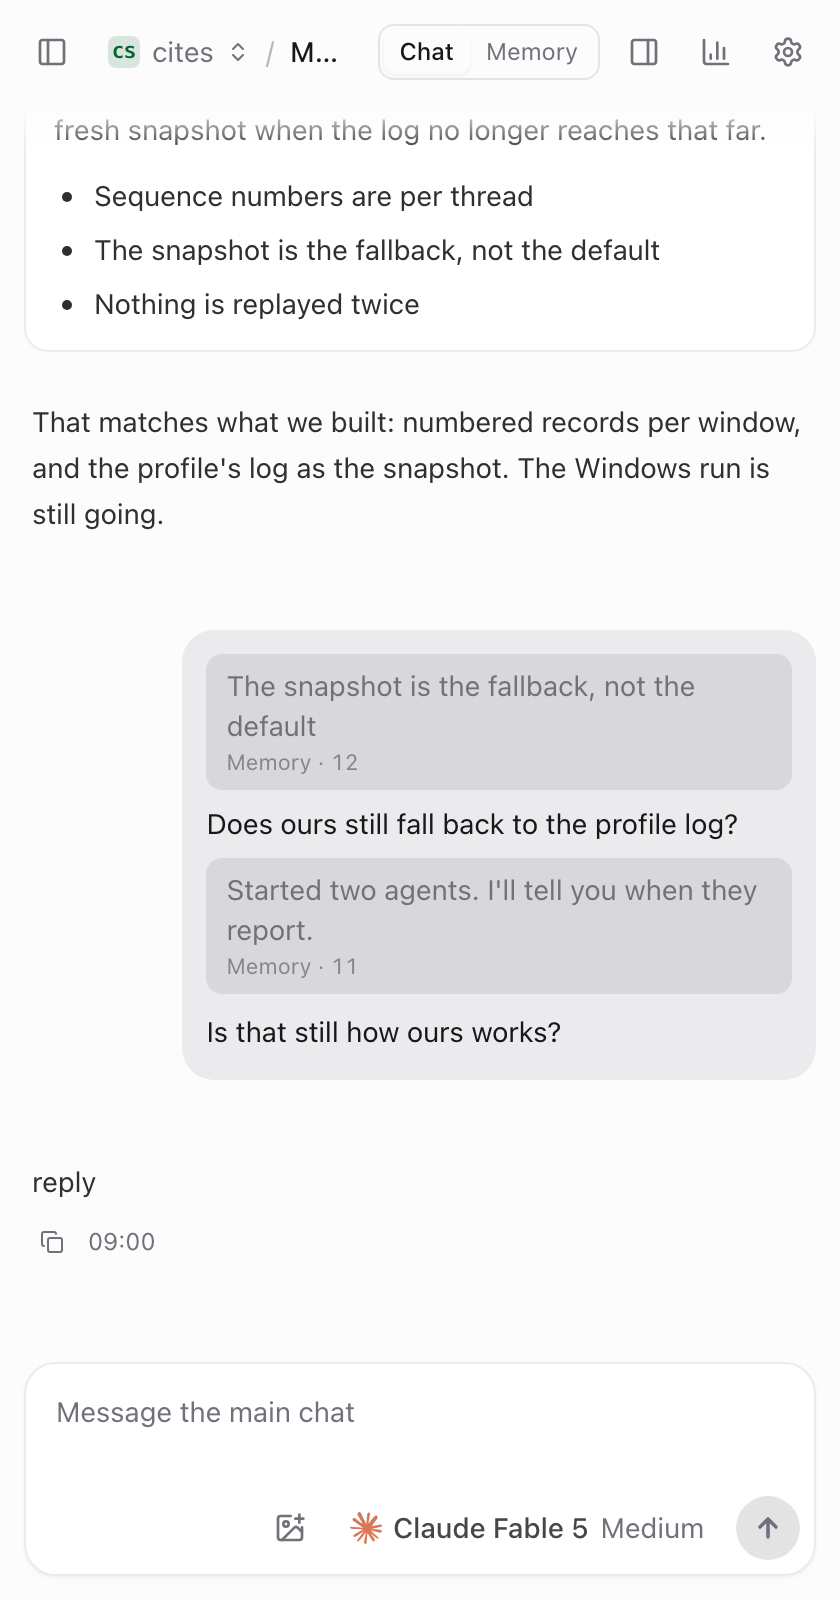 CS cites / M... Chat Memory
fresh snapshot when the log no longer reaches that far.
Sequence numbers are per thread
The snapshot is the fallback, not the default
Nothing is replayed twice
That matches what we built: numbered records per window,
and the profile's log as the snapshot. The Windows run is
still going.
The snapshot is the fallback, not the
default
Memory · 12
Does ours still fall back to the profile log?
Started two agents. I'll tell you when they
report.
Memory · 11
Is that still how ours works?
reply
09:00
Message the main chat
Claude Fable 5 Medium